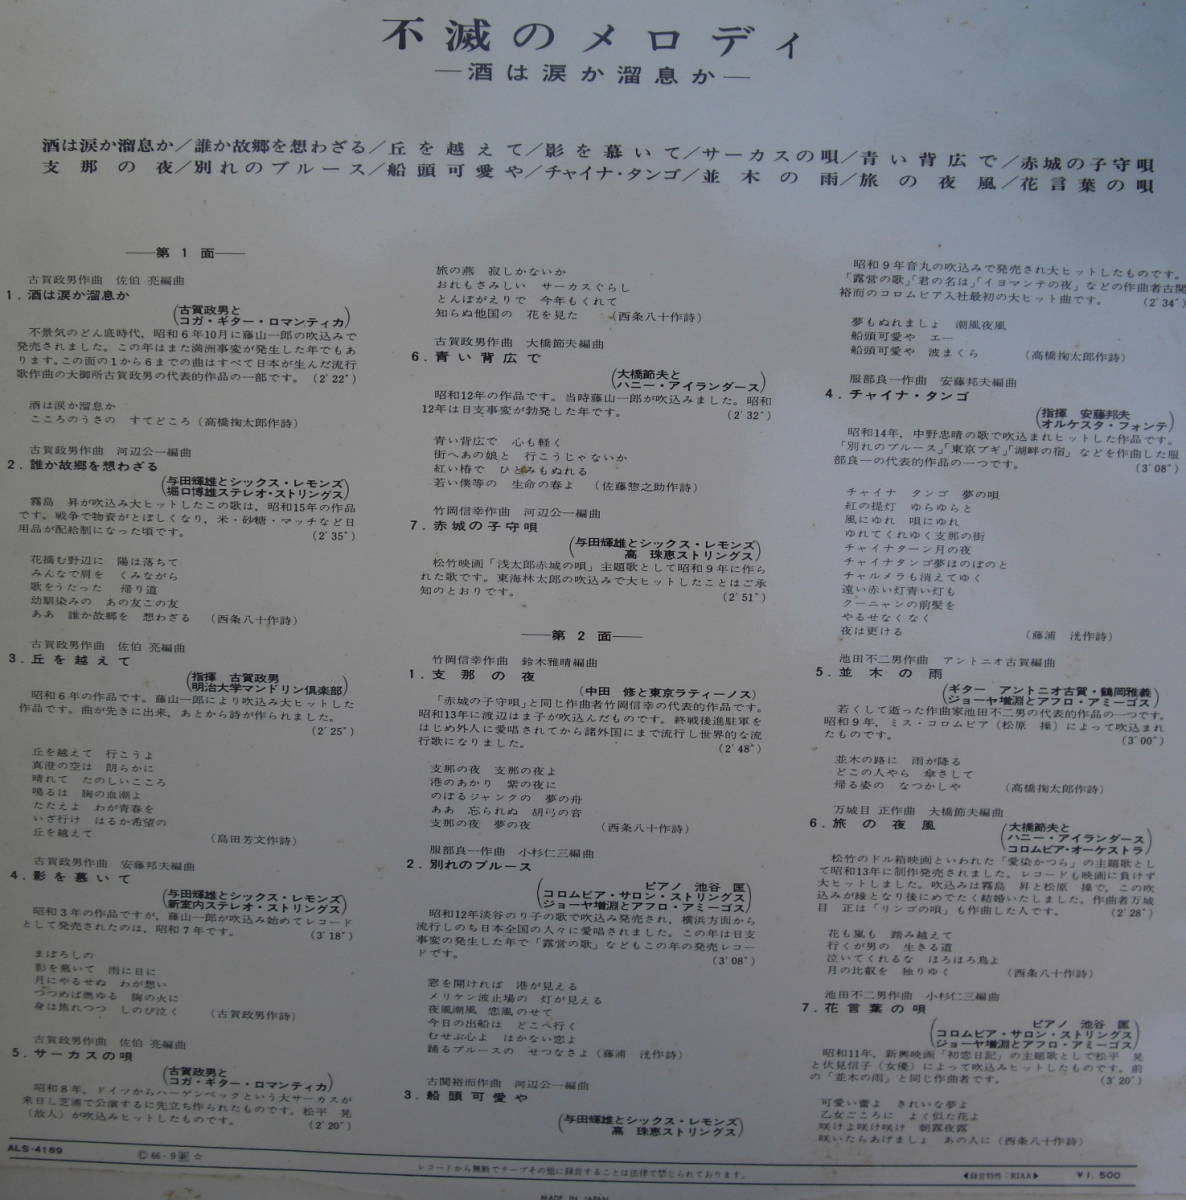 不滅のメロディ
―酒は涙か溜息か―
酒は涙か溜息か／誰か故郷を想わざる／丘を越えて／影を慕いて／サーカスの唄／青い背広で／赤城の子守唄
支那の夜／別れのブルース／船頭可愛や／チャイナ・タンゴ／並木の雨／旅の夜風／花言葉の唄
――第1面――
古賀政男作曲 佐伯 亮編曲
1. 酒は涙か溜息か
(古賀政男と
コガ・ギター・ロマンティカ)
不景気のどん底時代，昭和6年10月に藤山一郎の吹込みで
発売されました。この年はまた満洲事変が発生した年でもあ
ります。この面の1から6までの曲はすべて日本が生んだ流行
歌作曲の大御所古賀政男の代表的作品の一部です。(2′22″)
酒は涙か溜息か
こころのうさの すてどころ (高橋掬太郎作詩)
古賀政男作曲 河辺公一編曲
2. 誰か故郷を想わざる
(与田輝雄とシックス・レモンズ
堀口博雄ステレオ・ストリングス)
霧島 昇が吹込み大ヒットしたこの歌は、昭和15年の作品
です。戦争で物資がとぼしくなり，米・砂糖・マッチなど日
用品が配給制になった頃です。 (2′35″)
花摘む野辺に 陽は落ちて
みんなで肩を くみながら
歌をうたった 帰り道
幼馴染みの あの友この友
ああ 誰か故郷を 想わざる (西条八十作詩)
古賀政男作曲 佐伯 亮編曲
3. 丘を越えて
(指揮 古賀政男
明治大学マンドリン倶楽部)
昭和6年の作品です。藤山一郎により吹込み大ヒットした
作品です。曲が先きに出来、あとから詩が作られました。
(2′25″)
丘を越えて 行こうよ
真澄の空は 朗らかに
晴れて たのしいこころ
鳴るは 胸の血潮よ
たたえよ わが青春を
いざ行け はるか希望の
丘を越えて (島田芳文作詩)
古賀政男作曲 安藤邦夫編曲
4. 影を慕いて
(与田輝雄とシックス・レモンズ
新室内ステレオ・ストリングス)
昭和3年の作品ですが、藤山一郎が吹込み始めてレコード
として発売されたのは，昭和7年です。 (3′18″)
まぼろしの
影を慕いて 雨に日に
月にやるせぬ わが想い
つつめば燃ゆる 胸の火に
身は焦れつつ しのび泣く (古賀政男作詩)
古賀政男作曲 佐伯 亮編曲
5. サーカスの唄
(古賀政男と
コガ・ギター・ロマンティカ)
昭和8年，ドイツからハーゲンベックという大サーカスが
来日し芝浦で公演するに先立ち作られたものです。松平 晃
(故人)が吹込みヒットしたものです。 (2′20″)
旅の燕 寂しかないか
おれもさみしい サーカスぐらし
とんぼがえりで 今年もくれて
知らぬ他国の 花を見た (西条八十作詩)
古賀政男作曲 大橋節夫編曲
6. 青い背広で
(大橋節夫と
ハニー・アイランダース)
昭和12年の作品です。当時藤山一郎が吹込みました。昭和
12年は日支事変が勃発した年です。 (2′32″)
青い背広で 心も軽く
街へあの娘と 行こうじゃないか
紅い椿で ひとみもぬれる
若い僕等の 生命の春よ (佐藤惣之助作詩)
竹岡信幸作曲 河辺公一編曲
7. 赤城の子守唄
(与田輝雄とシックス・レモンズ
高 珠恵ストリングス)
松竹映画「浅太郎赤城の唄」主題歌として昭和9年に作ら
れた歌です。東海林太郎の吹込みで大ヒットしたことはご承
知のとおりです。 (2′51″)
――第2面――
竹岡信幸作曲 鈴木雅晴編曲
1. 支那の夜
(中田 修と東京ラティーノス)
「赤城の子守唄」と同じ作曲者竹岡信幸の代表的作品です。
昭和13年に渡辺はま子が吹込んだものです。終戦後進駐軍を
はじめ外人に愛唱されてから諸外国にまで流行し世界的な流
行歌になりました。 (2′48″)
支那の夜 支那の夜よ
港のあかり 紫の夜に
のぼるジャンクの 夢の舟
ああ 忘られぬ 胡弓の音
支那の夜 夢の夜 (西条八十作詩)
服部良一作曲 小杉仁三編曲
2. 別れのブルース
(ピアノ 池谷 匡
コロムビア・サロン・ストリングス
ジョーヤ増淵とアフロ・アミーゴス)
昭和12年淡谷のり子の歌で吹込み発売され，横浜方面から
流行しのち日本全国の人々に愛唱されました。この年は日支
事変の発生した年で「露営の歌」などもこの年の発売レコー
ドです。 (3′08″)
窓を開ければ 港が見える
メリケン波止場の 灯が見える
夜風潮風 恋風のせて
今日の出船は どこへ行く
むせぶ心よ はかない恋よ
踊るブルースの せつなさよ (藤浦 洸作詩)
古関裕而作曲 河辺公一編曲
3. 船頭可愛や
(与田輝雄とシックス・レモンズ
高 珠恵ストリングス)
昭和9年音丸の吹込みで発売され大ヒットしたものです。
「露営の歌」「君の名は」「イヨマンテの夜」などの作曲者古関
裕而のコロムビア入社最初の大ヒット曲です。 (2′34″)
夢もぬれましょ 潮風夜風
船頭可愛や エー
船頭可愛や 波まくら (高橋掬太郎作詩)
服部良一作曲 安藤邦夫編曲
4. チャイナ・タンゴ
(指揮 安藤邦夫
オルケスタ・フォンテ)
昭和14年，中野忠晴の歌で吹込まれヒットした作品です。
「別れのブルース」「東京ブギ」「湖畔の宿」などを作曲した服
部良一の代表的作品の一つです。 (3′08″)
チャイナ タンゴ 夢の唄
紅の提灯 ゆらゆらと
風にゆれ 唄にゆれ
ゆれてくれゆく支那の街
チャイナターン月の夜
チャイナタンゴ夢ほのぼのと
チャルメラも消えてゆく
遠い赤い灯青い灯も
クーニャンの前髪を
やるせなくなく
夜は更ける (藤浦 洸作詩)
池田不二男作曲 アントニオ古賀編曲
5. 並木の雨
(ギター アントニオ古賀・鶴岡雅義
ジョーヤ増淵とアフロ・アミーゴス)
若くして逝った作曲家池田不二男の代表的作品の一つです。
昭和9年，ミス・コロムビア(松原 操)によって吹込まれ
たものです。 (3′00″)
並木の路に 雨が降る
どこの人やら 傘さして
帰る姿の なつかしや (高橋掬太郎作詩)
万城目 正作曲 大橋節夫編曲
6. 旅の夜風
(大橋節夫と
ハニー・アイランダース
コロムビア・オーケストラ)
松竹のドル箱映画といわれた「愛染かつら」の主題歌とし
て昭和13年に制作発売されました。レコードも映画に負けず
大ヒットしました。吹込みは霧島 昇と松原 操で，この吹
込みが縁となり後にめでたく結婚いたしました。作曲者万城
目 正は「リンゴの唄」も作曲した人です。 (2′28″)
花も嵐も 踏み越えて
行くが男の 生きる道
泣いてくれるな ほろほろ鳥よ
月の比叡を 独りゆく (西条八十作詩)
池田不二男作曲 小杉仁三編曲
7. 花言葉の唄
(ピアノ 池谷 匡
コロムビア・サロン・ストリングス
ジョーヤ増淵とアフロ・アミーゴス)
昭和11年，新興映画「初恋日記」の主題歌として松平 晃
と伏見信子(女優)によって吹込みヒットしたものです。前
の「並木の雨」と同じ作曲者です。 (3′20″)
可愛い蕾よ きれいな夢よ
乙女ごころに よく似た花よ
咲けよ咲け咲け 朝露夜露
咲いたらあげましょ あの人に (西条八十作詩)
ALS-4189
Ⓒ 66・9 ☆
レコードから無断でテープその他に録音することは法律で禁じられております。
◀録音特性：RIAA▶
￥1,500
MADE IN JAPAN